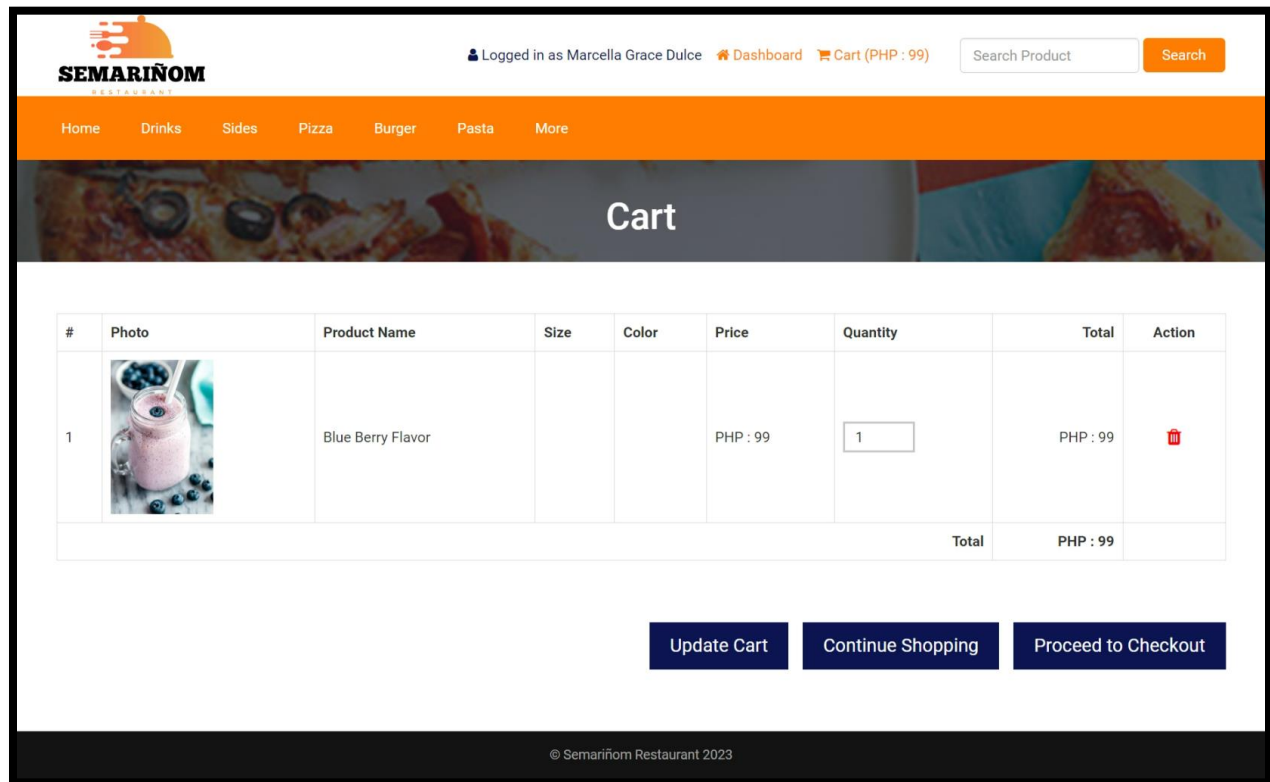 SEMARIÑOM
RESTAURANT
Logged in as Marcella Grace Dulce Dashboard Cart (PHP : 99) Search Product Search
Home Drinks Sides Pizza Burger Pasta More
Cart
# Photo Product Name Size Color Price Quantity Total Action
1 Blue Berry Flavor PHP : 99 1 PHP : 99
Total PHP : 99
Update Cart Continue Shopping Proceed to Checkout
© Semariñom Restaurant 2023